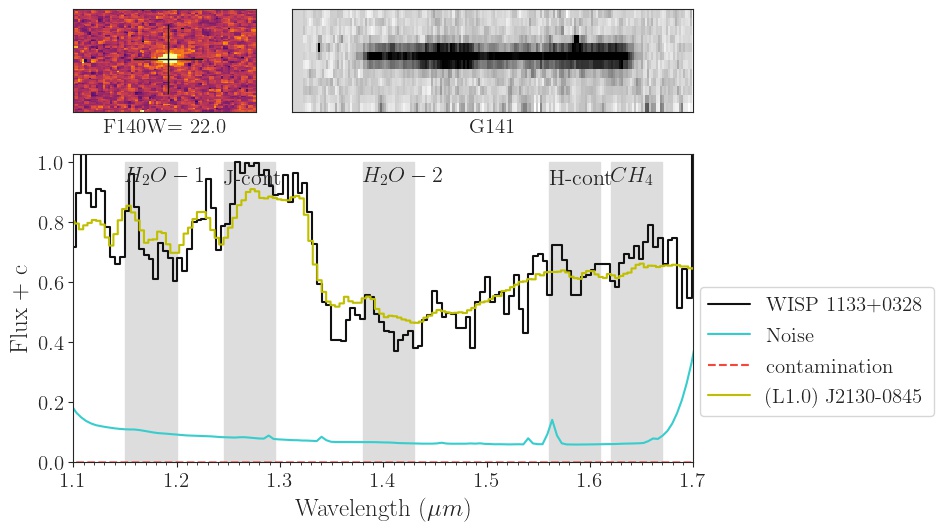 F140W= 22.0
G141
H₂O − 1
J-cont
H₂O − 2
H-cont
CH₄
1.0
0.8
0.6
0.4
0.2
0.0
Flux + c
1.1
1.2
1.3
1.4
1.5
1.6
1.7
Wavelength (μm)
WISP 1133+0328
Noise
contamination
(L1.0) J2130-0845